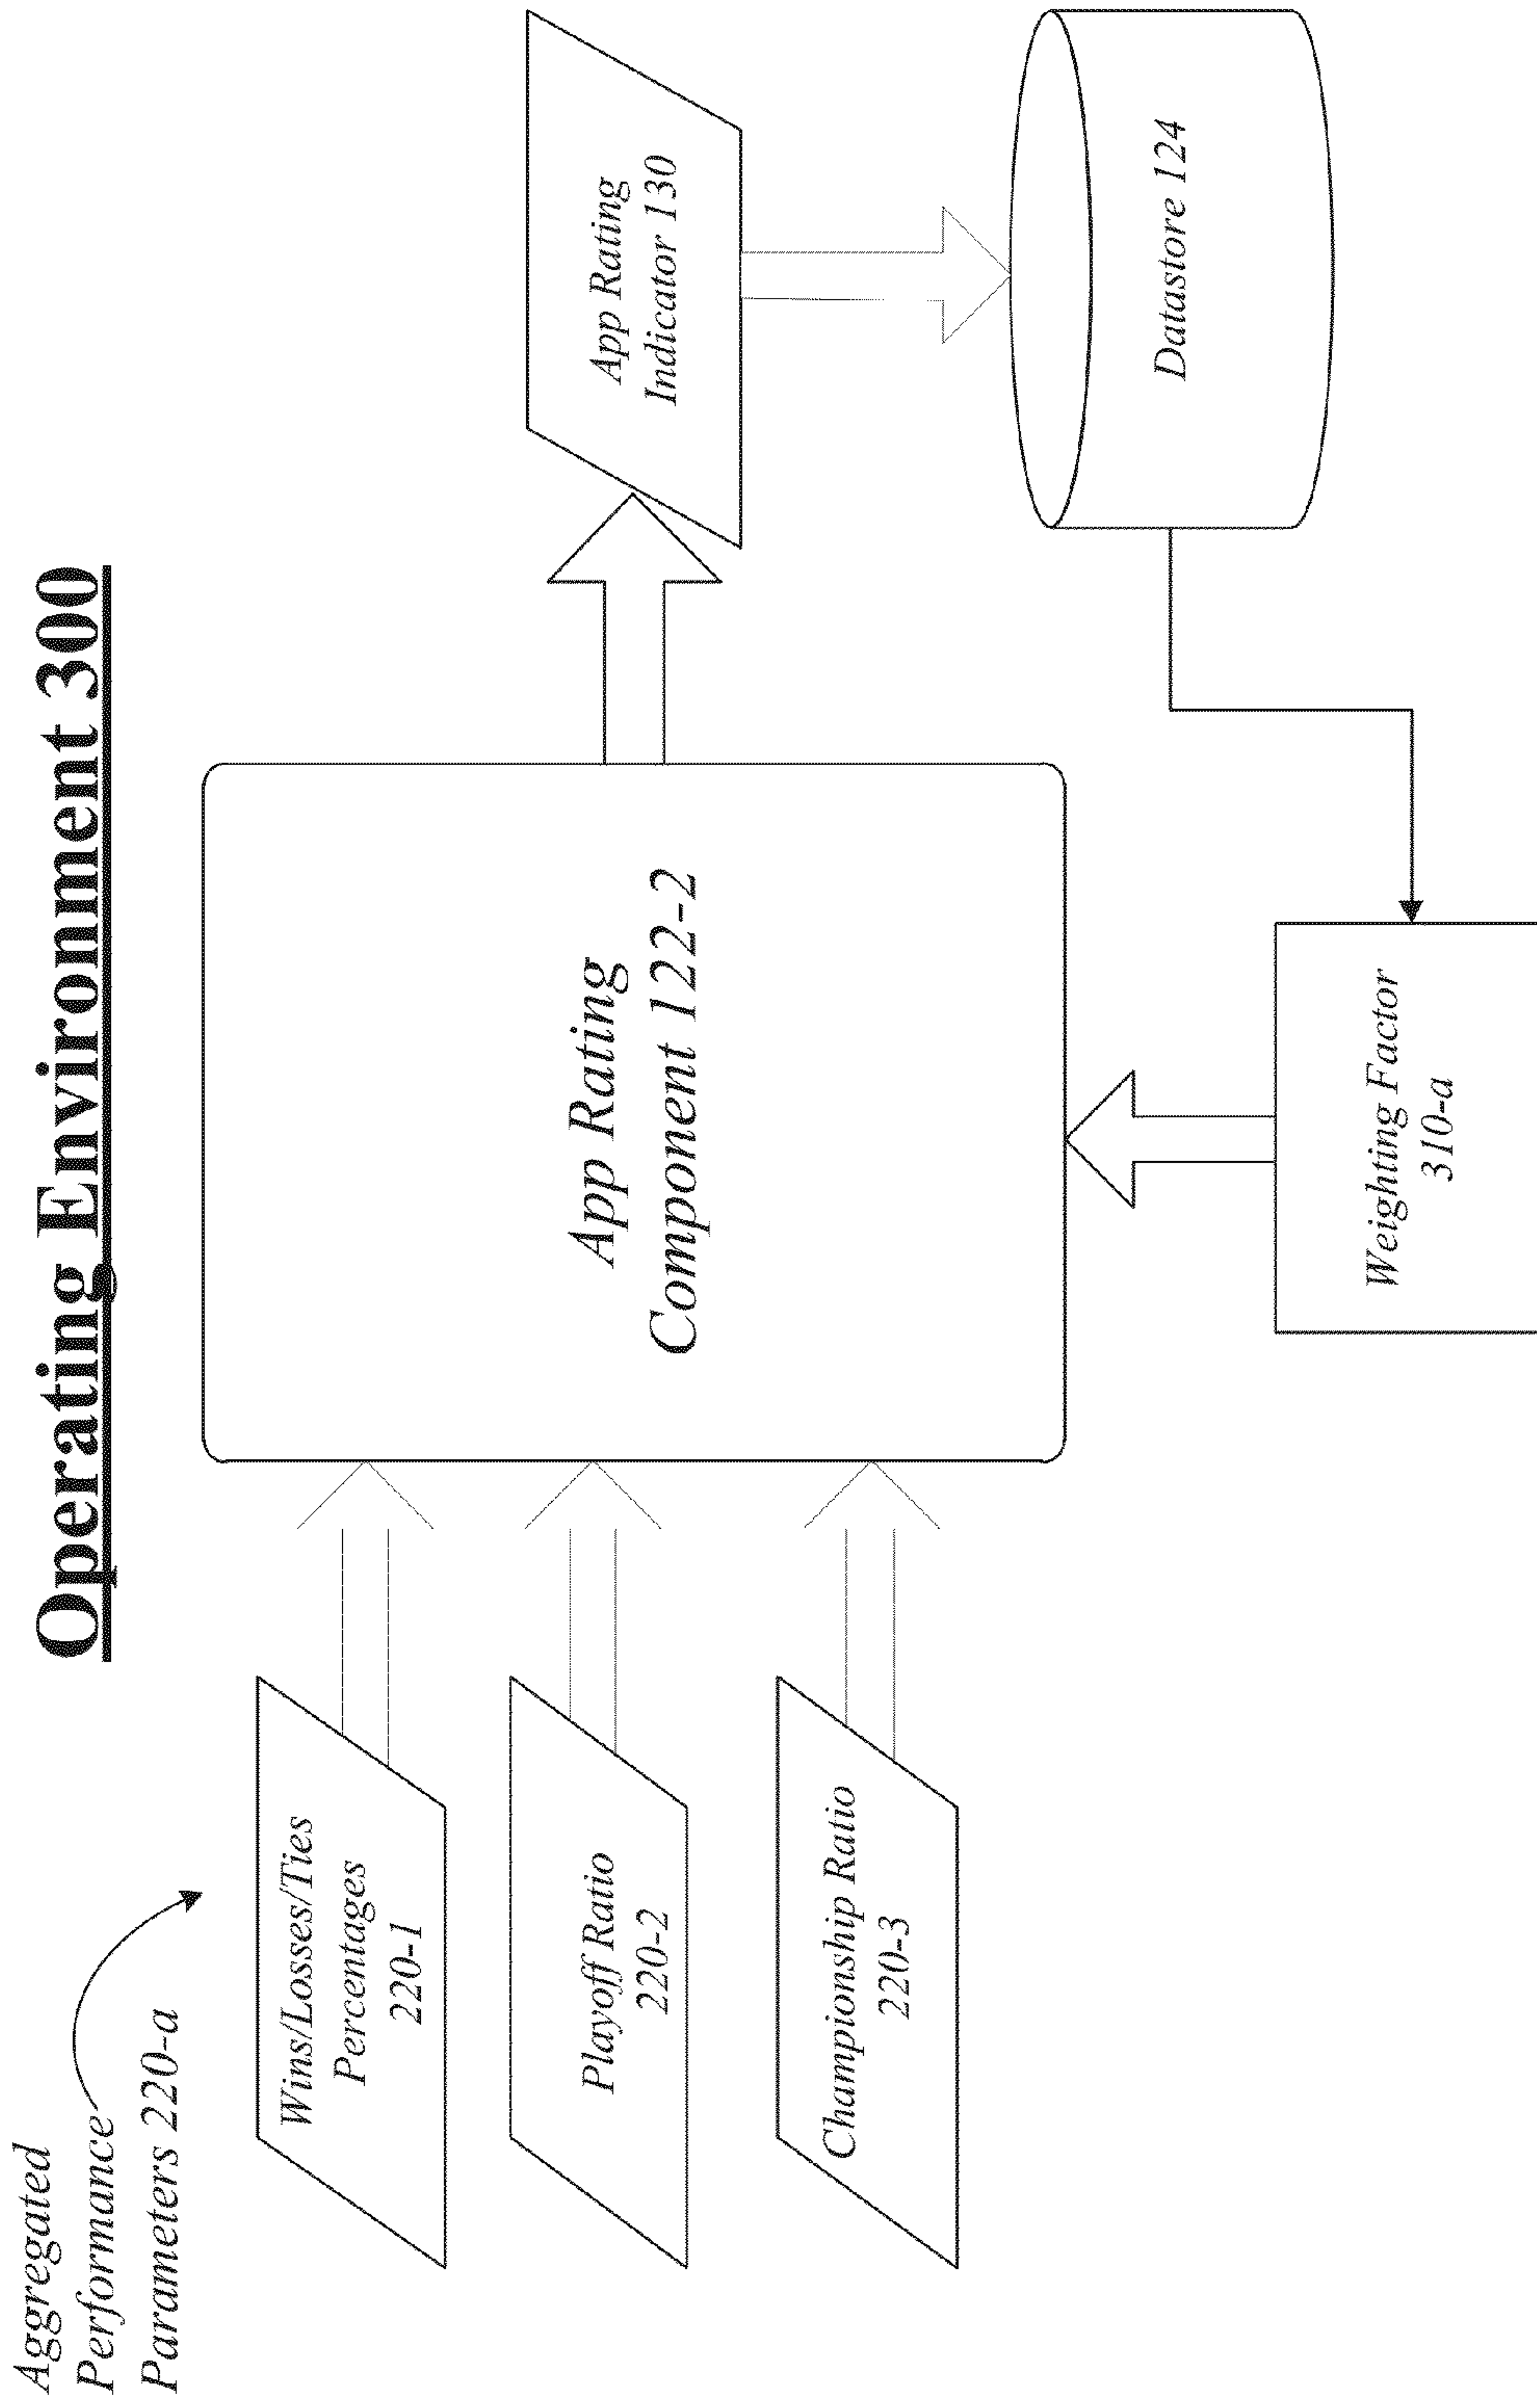 Operating Environment 300
Aggregated
Performance
Parameters 220-a
Wins/Losses/Ties
Percentages
220-1
Playoff Ratio
220-2
Championship Ratio
220-3
App Rating
Component 122-2
App Rating
Indicator 130
Datastore 124
Weighting Factor
310-a